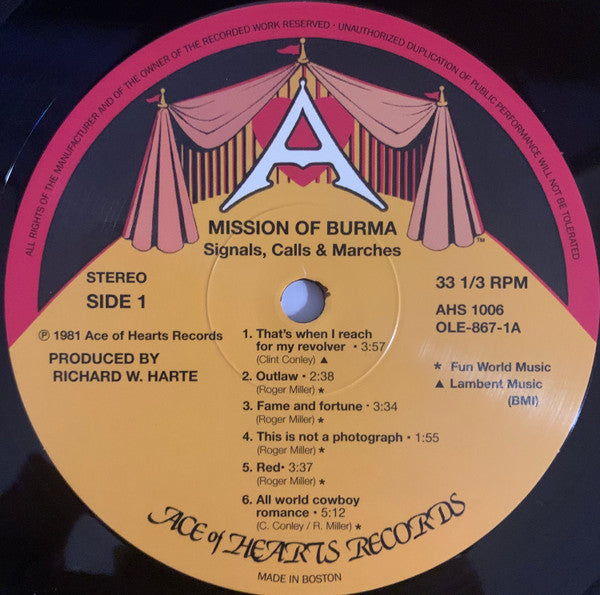 ALL RIGHTS OF THE MANUFACTURER AND OF THE OWNER OF THE RECORDED WORK RESERVED · UNAUTHORIZED DUPLICATION OF PUBLIC PERFORMANCE WILL NOT BE TOLERATED
A
TM
MISSION OF BURMA
Signals, Calls & Marches
STEREO
SIDE 1
33 1/3 RPM
AHS 1006
OLE-867-1A
℗ 1981 Ace of Hearts Records
PRODUCED BY
RICHARD W. HARTE
1. That's when I reach
for my revolver · 3:57
(Clint Conley) ▲
2. Outlaw · 2:38
(Roger Miller) *
3. Fame and fortune · 3:34
(Roger Miller) *
4. This is not a photograph · 1:55
(Roger Miller) *
5. Red · 3:37
(Roger Miller) *
6. All world cowboy
romance · 5:12
(C. Conley / R. Miller) *
* Fun World Music
▲ Lambent Music
(BMI)
ACE of HEARTS RECORDS
MADE IN BOSTON